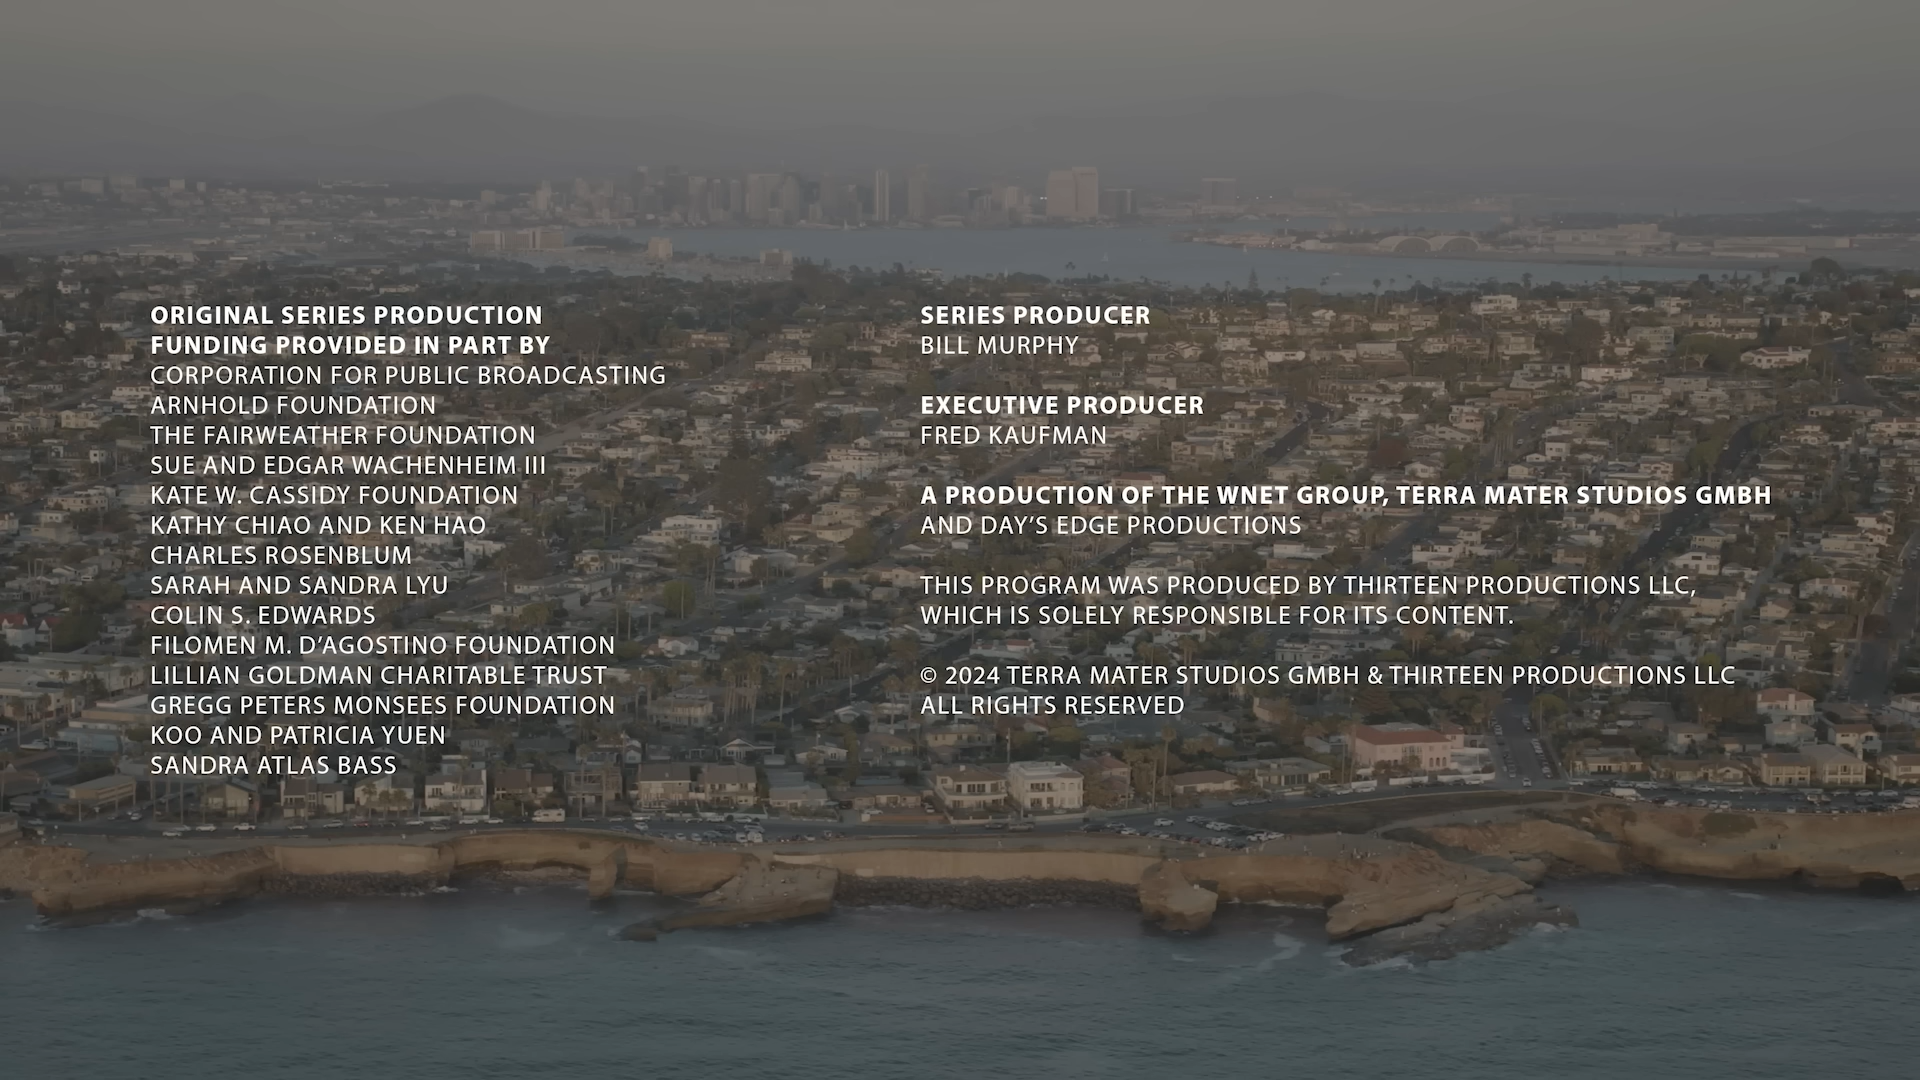 ORIGINAL SERIES PRODUCTION
FUNDING PROVIDED IN PART BY
CORPORATION FOR PUBLIC BROADCASTING
ARNHOLD FOUNDATION
THE FAIRWEATHER FOUNDATION
SUE AND EDGAR WACHENHEIM III
KATE W. CASSIDY FOUNDATION
KATHY CHIAO AND KEN HAO
CHARLES ROSENBLUM
SARAH AND SANDRA LYU
COLIN S. EDWARDS
FILOMEN M. D’AGOSTINO FOUNDATION
LILLIAN GOLDMAN CHARITABLE TRUST
GREGG PETERS MONSEES FOUNDATION
KOO AND PATRICIA YUEN
SANDRA ATLAS BASS
SERIES PRODUCER
BILL MURPHY
EXECUTIVE PRODUCER
FRED KAUFMAN
A PRODUCTION OF THE WNET GROUP, TERRA MATER STUDIOS GMBH
AND DAY’S EDGE PRODUCTIONS
THIS PROGRAM WAS PRODUCED BY THIRTEEN PRODUCTIONS LLC,
WHICH IS SOLELY RESPONSIBLE FOR ITS CONTENT.
© 2024 TERRA MATER STUDIOS GMBH & THIRTEEN PRODUCTIONS LLC
ALL RIGHTS RESERVED